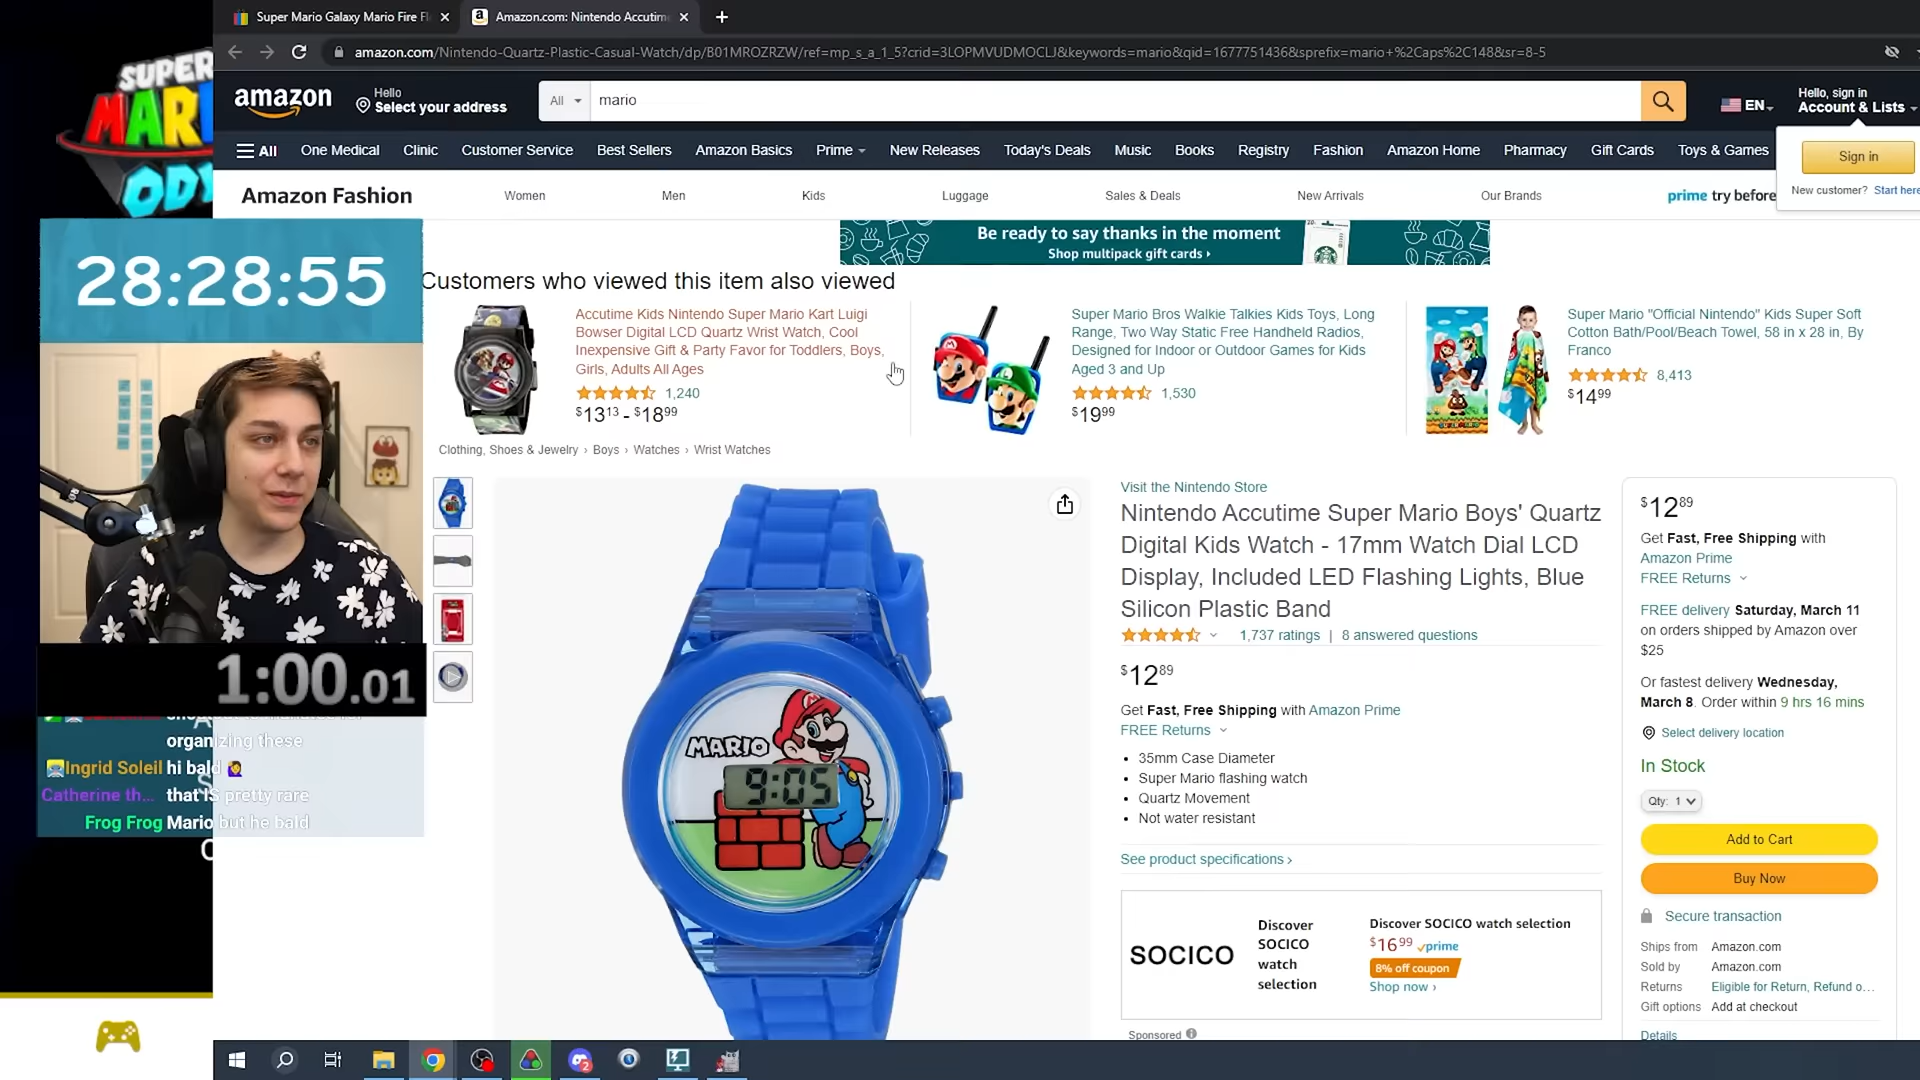 Super Mario Galaxy Mario Fire Fl
Amazon.com: Nintendo Accutim
amazon.com/Nintendo-Quartz-Plastic-Casual-Watch/dp/B01MROZRZW/ref=mp_s_a_1_5?crid=3LOPMVUDMOCLJ&keywords=mario&qid=1677751436&sprefix=mario+%2Caps%2C148&sr=8-5
SUPER
MARI
ODY
amazon
Hello
Select your address
All
mario
EN
Hello, sign in
Account & Lists
All
One Medical
Clinic
Customer Service
Best Sellers
Amazon Basics
Prime
New Releases
Today's Deals
Music
Books
Registry
Fashion
Amazon Home
Pharmacy
Gift Cards
Toys & Games
Sign in
New customer? Start here
Amazon Fashion
Women
Men
Kids
Luggage
Sales & Deals
New Arrivals
Our Brands
prime try before
Be ready to say thanks in the moment
Shop multipack gift cards ›
28:28:55
Customers who viewed this item also viewed
Accutime Kids Nintendo Super Mario Kart Luigi
Bowser Digital LCD Quartz Wrist Watch, Cool
Inexpensive Gift & Party Favor for Toddlers, Boys,
Girls, Adults All Ages
1,240
$13 13 - $18 99
Super Mario Bros Walkie Talkies Kids Toys, Long
Range, Two Way Static Free Handheld Radios,
Designed for Indoor or Outdoor Games for Kids
Aged 3 and Up
1,530
$19 99
Super Mario "Official Nintendo" Kids Super Soft
Cotton Bath/Pool/Beach Towel, 58 in x 28 in, By
Franco
8,413
$14 99
Clothing, Shoes & Jewelry › Boys › Watches › Wrist Watches
MARIO
9:05
Visit the Nintendo Store
Nintendo Accutime Super Mario Boys' Quartz
Digital Kids Watch - 17mm Watch Dial LCD
Display, Included LED Flashing Lights, Blue
Silicon Plastic Band
1,737 ratings | 8 answered questions
$12 89
Get Fast, Free Shipping with Amazon Prime
FREE Returns
• 35mm Case Diameter
• Super Mario flashing watch
• Quartz Movement
• Not water resistant
See product specifications ›
SOCICO
Discover
SOCICO
watch
selection
Discover SOCICO watch selection
$16 99 prime
8% off coupon
Shop now ›
Sponsored
$12 89
Get Fast, Free Shipping with
Amazon Prime
FREE Returns
FREE delivery Saturday, March 11
on orders shipped by Amazon over
$25
Or fastest delivery Wednesday,
March 8. Order within 9 hrs 16 mins
Select delivery location
In Stock
Qty: 1
Add to Cart
Buy Now
Secure transaction
Ships from Amazon.com
Sold by Amazon.com
Returns Eligible for Return, Refund o…
Gift options Add at checkout
Details
1:00.01
organizing these
Ingrid Soleil hi bald
Catherine th... that IS pretty rare
Frog Frog Mario but he bald